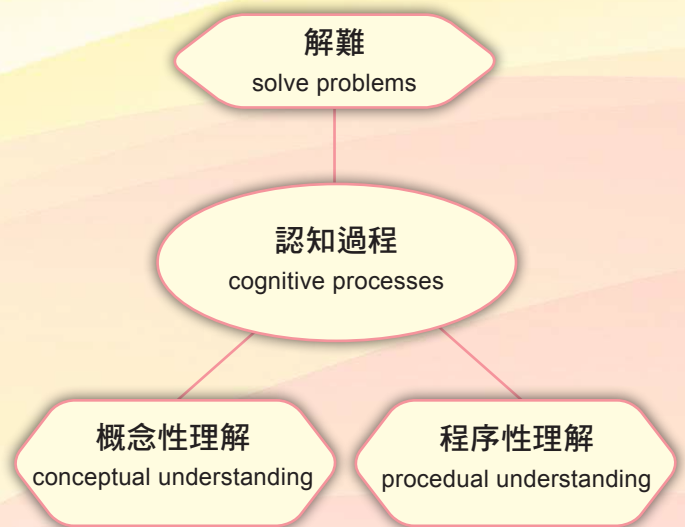 解難
solve problems
認知過程
cognitive processes
概念性理解
conceptual understanding
程序性理解
procedual understanding